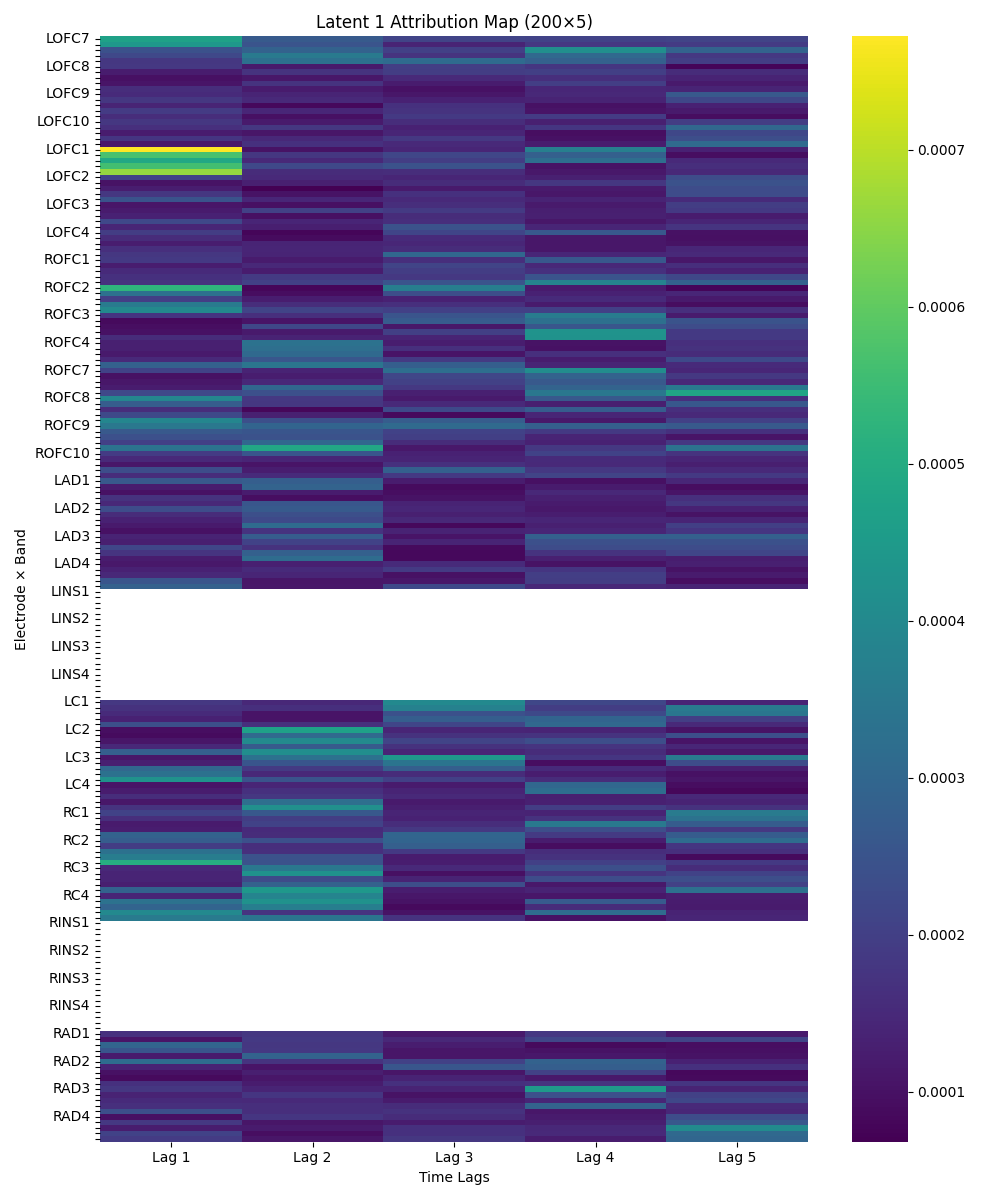 Latent 1 Attribution Map (200×5)
LOFC7
LOFC8
LOFC9
LOFC10
LOFC1
LOFC2
LOFC3
LOFC4
ROFC1
ROFC2
ROFC3
ROFC4
ROFC7
ROFC8
ROFC9
ROFC10
LAD1
LAD2
LAD3
LAD4
LINS1
LINS2
LINS3
LINS4
LC1
LC2
LC3
LC4
RC1
RC2
RC3
RC4
RINS1
RINS2
RINS3
RINS4
RAD1
RAD2
RAD3
RAD4
Electrode × Band
Lag 1 Lag 2 Lag 3 Lag 4 Lag 5
Time Lags
0.0007
0.0006
0.0005
0.0004
0.0003
0.0002
0.0001